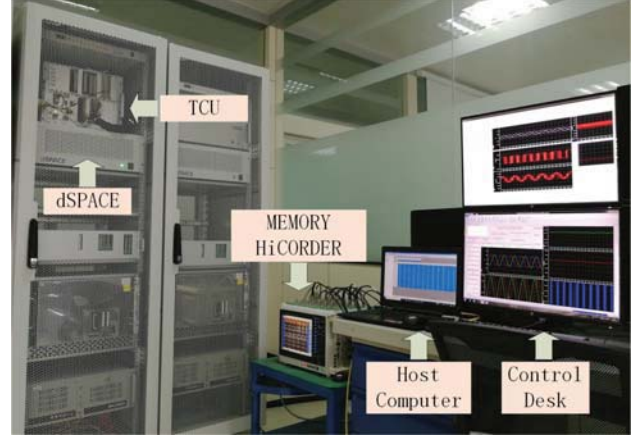 TCU
dSPACE
MEMORY
HiCORDER
Host
Computer
Control
Desk